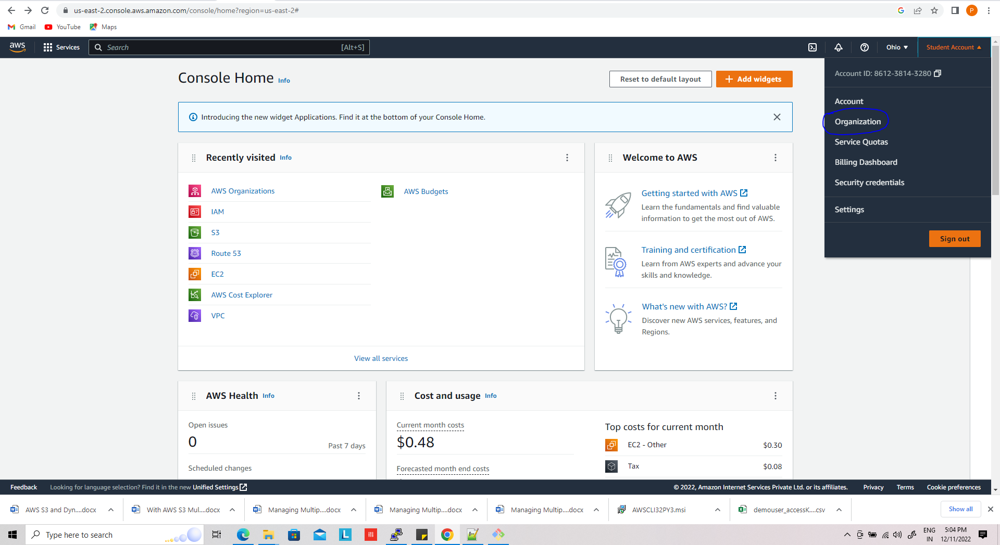 us-east-2.console.aws.amazon.com/console/home?region=us-east-2#
P
Gmail
YouTube
Maps
aws
Services
Search
[Alt+S]
Ohio
Student Account
Console Home Info
Reset to default layout
Add widgets
Account ID: 8612-3814-3280
Account
Organization
Service Quotas
Billing Dashboard
Security credentials
Settings
Sign out
Introducing the new widget Applications. Find it at the bottom of your Console Home.
Recently visited Info
AWS Organizations
IAM
S3
Route 53
EC2
AWS Cost Explorer
VPC
AWS Budgets
View all services
Welcome to AWS
Getting started with AWS
Learn the fundamentals and find valuable
information to get the most out of AWS.
Training and certification
Learn from AWS experts and advance your
skills and knowledge.
What's new with AWS?
Discover new AWS services, features, and
Regions.
AWS Health Info
Open issues
0
Past 7 days
Scheduled changes
Cost and usage Info
Current month costs
$0.48
Forecasted month end costs
Top costs for current month
EC2 - Other $0.30
Tax $0.08
Feedback
Looking for language selection? Find it in the new Unified Settings
© 2022, Amazon Internet Services Private Ltd. or its affiliates.
Privacy
Terms
Cookie preferences
AWS S3 and Dyn....docx
With AWS S3 Mul....docx
Managing Multip....docx
Managing Multip....docx
Managing Multip....docx
AWSCLI32PY3.msi
demouser_accessK....csv
Show all
Type here to search
L
ENG
IN
5:04 PM
12/11/2022